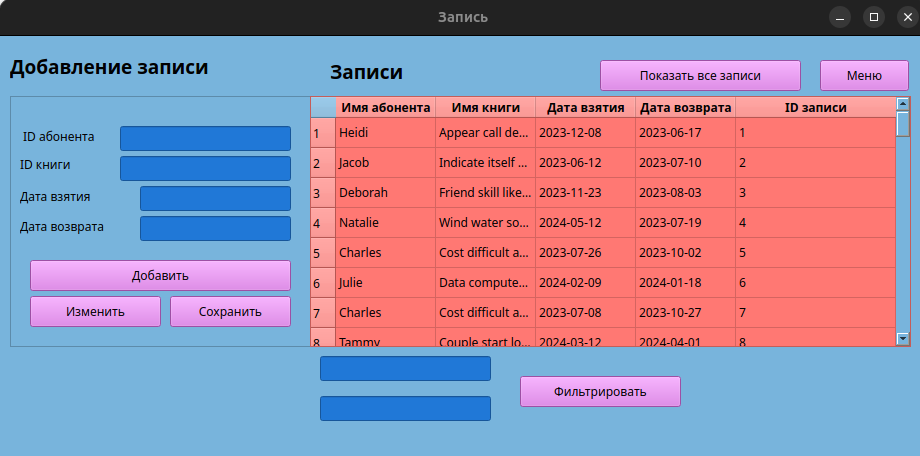 Запись
Добавление записи
Записи
Показать все записи
Меню
ID абонента
ID книги
Дата взятия
Дата возврата
Добавить
Изменить
Сохранить
Имя абонента Имя книги Дата взятия Дата возврата ID записи
1 Heidi Appear call de... 2023-12-08 2023-06-17 1
2 Jacob Indicate itself ... 2023-06-12 2023-07-10 2
3 Deborah Friend skill like... 2023-11-23 2023-08-03 3
4 Natalie Wind water so... 2024-05-12 2023-07-19 4
5 Charles Cost difficult a... 2023-07-26 2023-10-02 5
6 Julie Data compute... 2024-02-09 2024-01-18 6
7 Charles Cost difficult a... 2023-07-08 2023-10-27 7
8 Tammy Couple start lo... 2024-03-12 2024-04-01 8
Фильтрировать